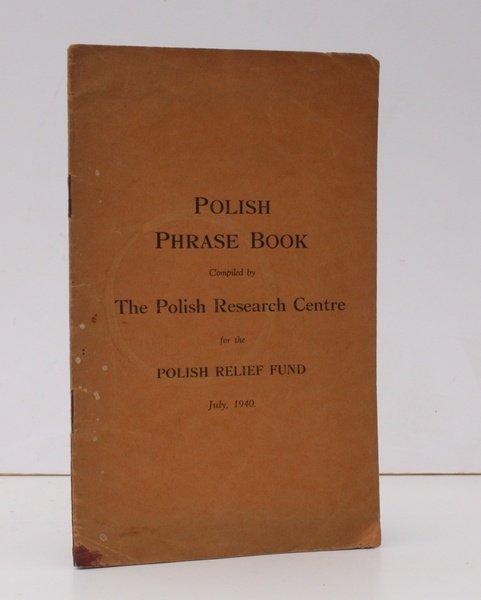 POLISH
PHRASE BOOK
Compiled by
The Polish Research Centre
for the
POLISH RELIEF FUND
July, 1940.